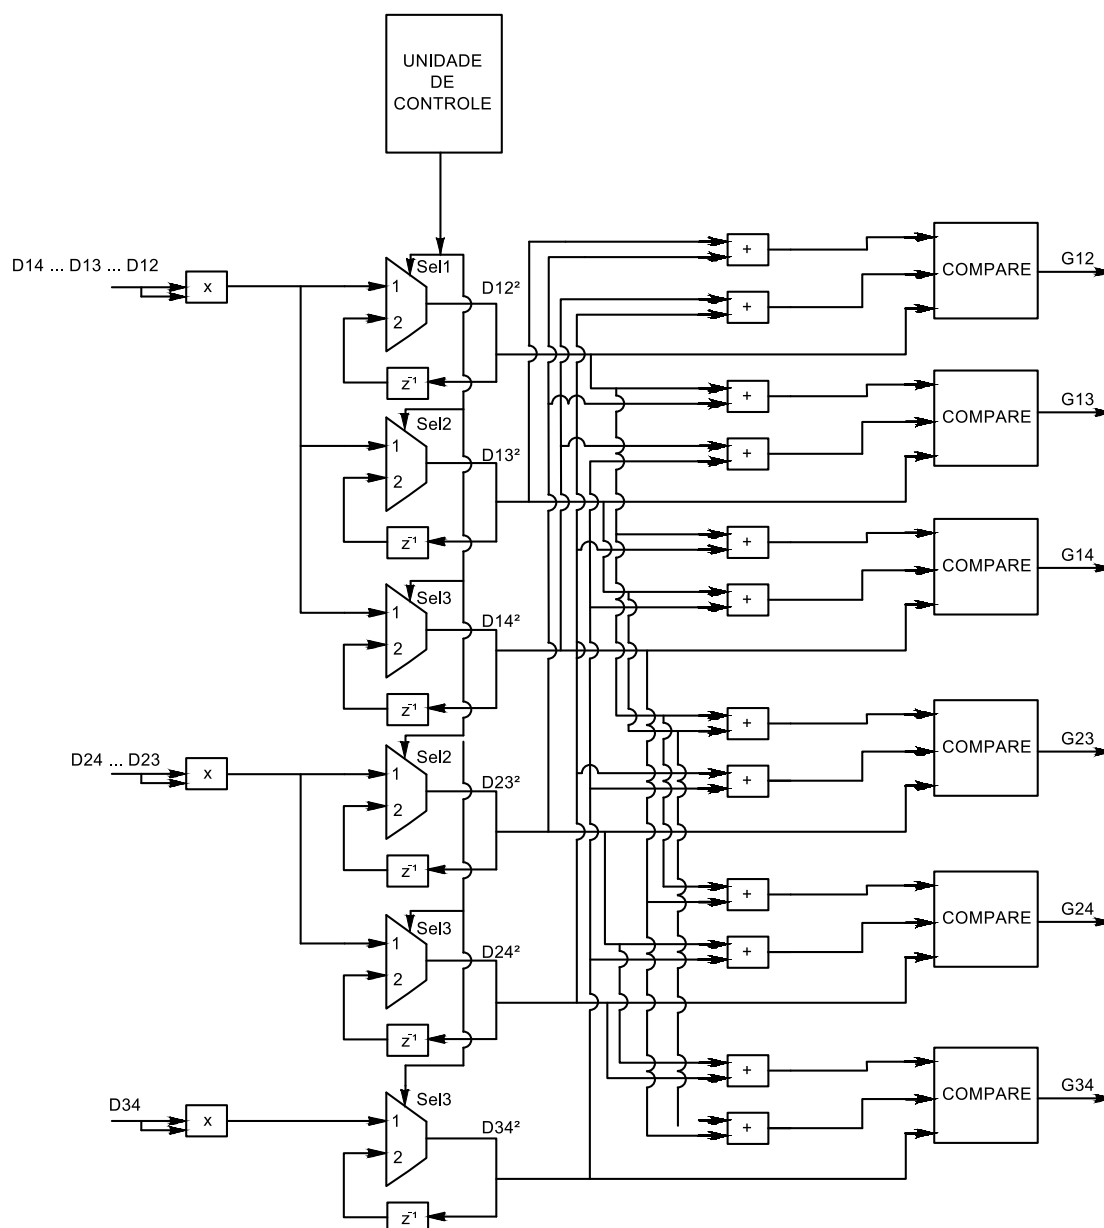 UNIDADE
DE
CONTROLE
D14 ... D13 ... D12
x
Sel1
1
2
D12²
z⁻¹
+
+
COMPARE
G12
Sel2
1
2
D13²
z⁻¹
+
+
COMPARE
G13
Sel3
1
2
D14²
z⁻¹
+
+
COMPARE
G14
D24 ... D23
x
Sel2
1
2
D23²
z⁻¹
+
+
COMPARE
G23
Sel3
1
2
D24²
z⁻¹
+
+
COMPARE
G24
D34
x
Sel3
1
2
D34²
z⁻¹
+
+
COMPARE
G34